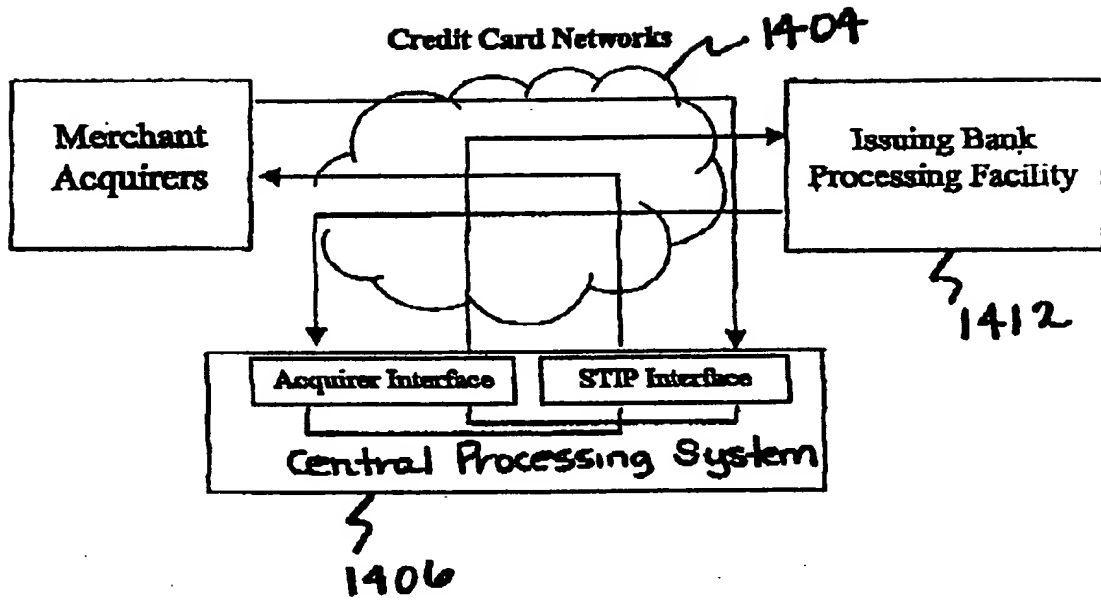 Credit Card Networks
1404
Merchant
Acquirers
Issuing Bank
Processing Facility
1412
Acquirer Interface
STIP Interface
Central Processing System
1406